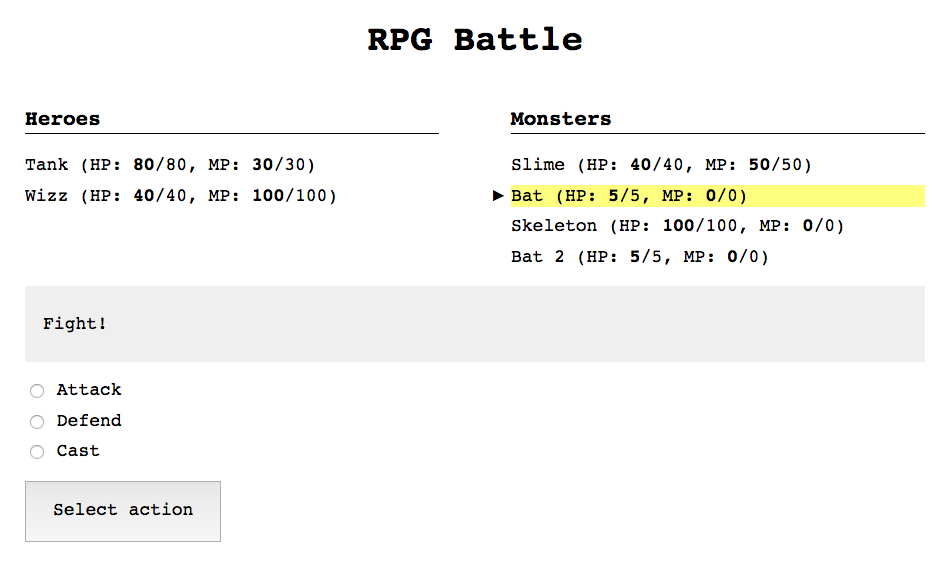 RPG Battle
Heroes
Tank (HP: 80/80, MP: 30/30)
Wizz (HP: 40/40, MP: 100/100)
Monsters
Slime (HP: 40/40, MP: 50/50)
Bat (HP: 5/5, MP: 0/0)
Skeleton (HP: 100/100, MP: 0/0)
Bat 2 (HP: 5/5, MP: 0/0)
Fight!
Attack
Defend
Cast
Select action